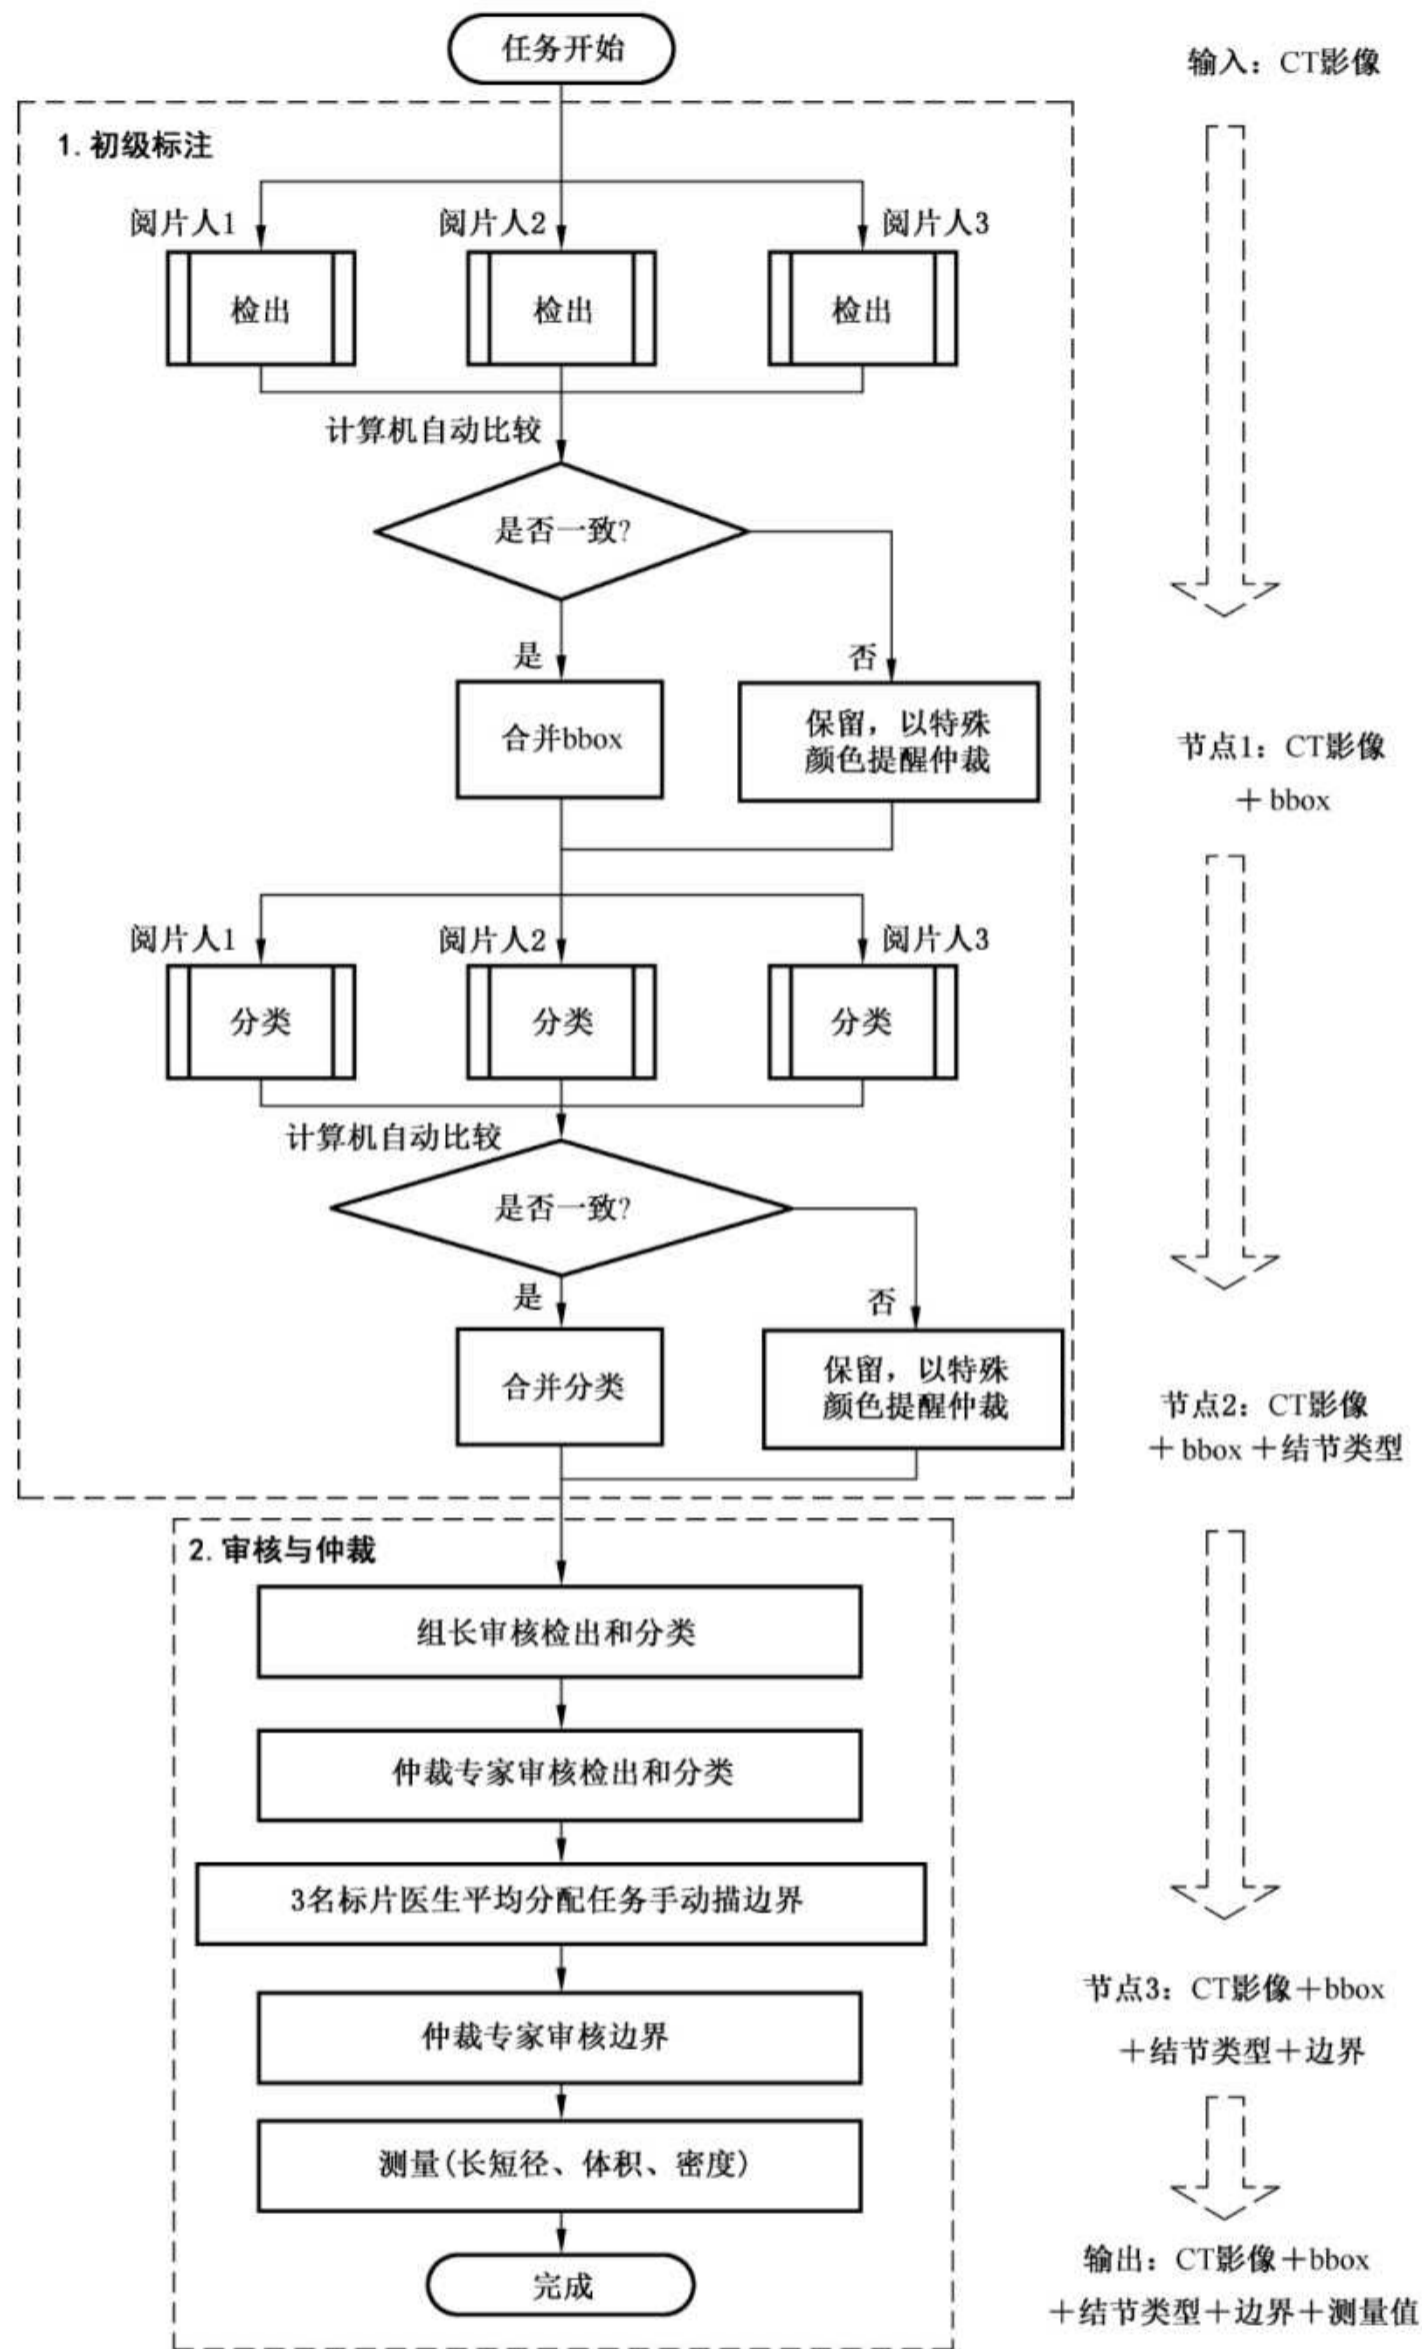 任务开始
输入：CT影像
1.初级标注
阅片人1
阅片人2
阅片人3
检出
检出
检出
计算机自动比较
是否一致?
是
否
合并bbox
保留，以特殊
颜色提醒仲裁
节点1：CT影像
＋bbox
阅片人1
阅片人2
阅片人3
分类
分类
分类
计算机自动比较
是否一致?
是
否
合并分类
保留，以特殊
颜色提醒仲裁
节点2：CT影像
＋bbox＋结节类型
2.审核与仲裁
组长审核检出和分类
仲裁专家审核检出和分类
3名标片医生平均分配任务手动描边界
仲裁专家审核边界
节点3：CT影像＋bbox
＋结节类型＋边界
测量(长短径、体积、密度)
完成
输出：CT影像＋bbox
＋结节类型＋边界＋测量值